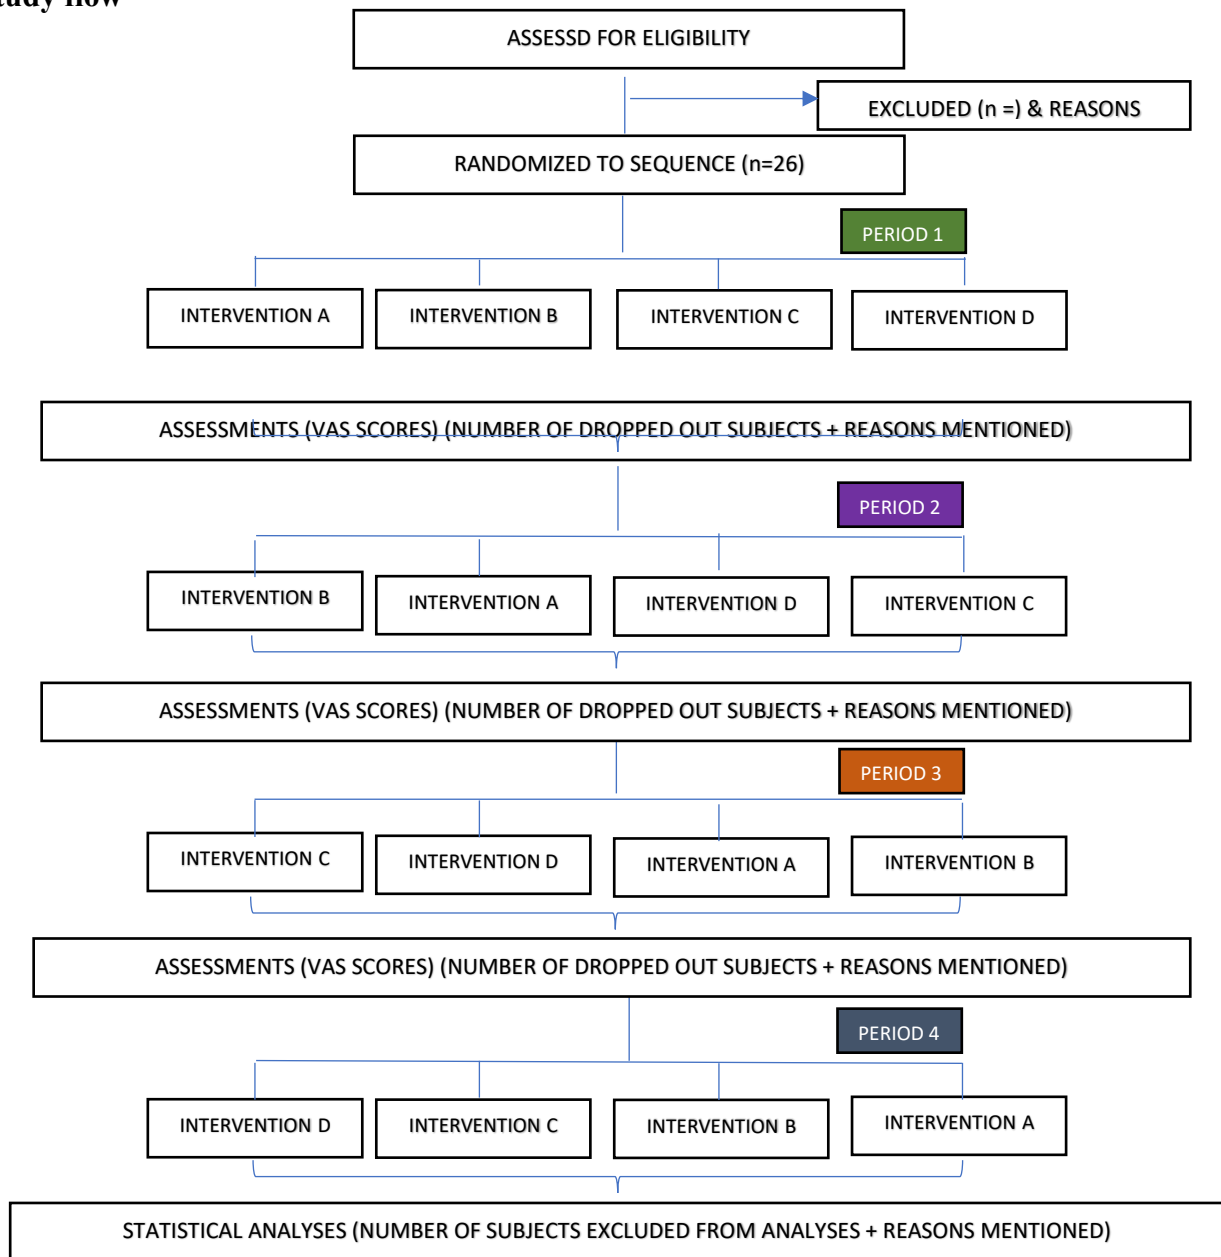 tudy flow
ASSESSD FOR ELIGIBILITY
EXCLUDED (n =) & REASONS
RANDOMIZED TO SEQUENCE (n=26)
PERIOD 1
INTERVENTION A
INTERVENTION B
INTERVENTION C
INTERVENTION D
ASSESSMENTS (VAS SCORES) (NUMBER OF DROPPED OUT SUBJECTS + REASONS MENTIONED)
PERIOD 2
INTERVENTION B
INTERVENTION A
INTERVENTION D
INTERVENTION C
ASSESSMENTS (VAS SCORES) (NUMBER OF DROPPED OUT SUBJECTS + REASONS MENTIONED)
PERIOD 3
INTERVENTION C
INTERVENTION D
INTERVENTION A
INTERVENTION B
ASSESSMENTS (VAS SCORES) (NUMBER OF DROPPED OUT SUBJECTS + REASONS MENTIONED)
PERIOD 4
INTERVENTION D
INTERVENTION C
INTERVENTION B
INTERVENTION A
STATISTICAL ANALYSES (NUMBER OF SUBJECTS EXCLUDED FROM ANALYSES + REASONS MENTIONED)